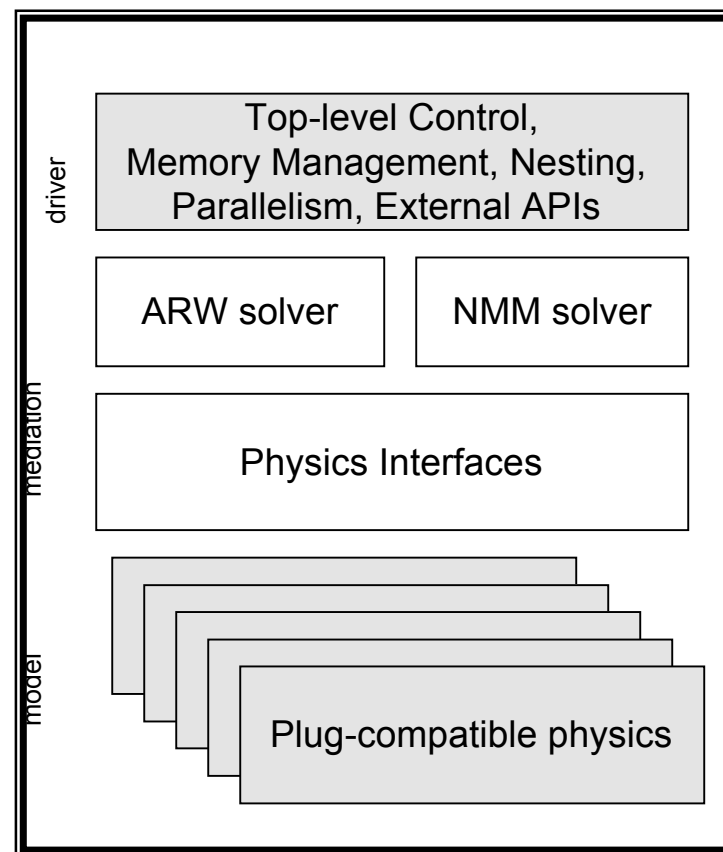 driver
Top-level Control,
Memory Management, Nesting,
Parallelism, External APIs
ARW solver
NMM solver
mediation
Physics Interfaces
model
Plug-compatible physics